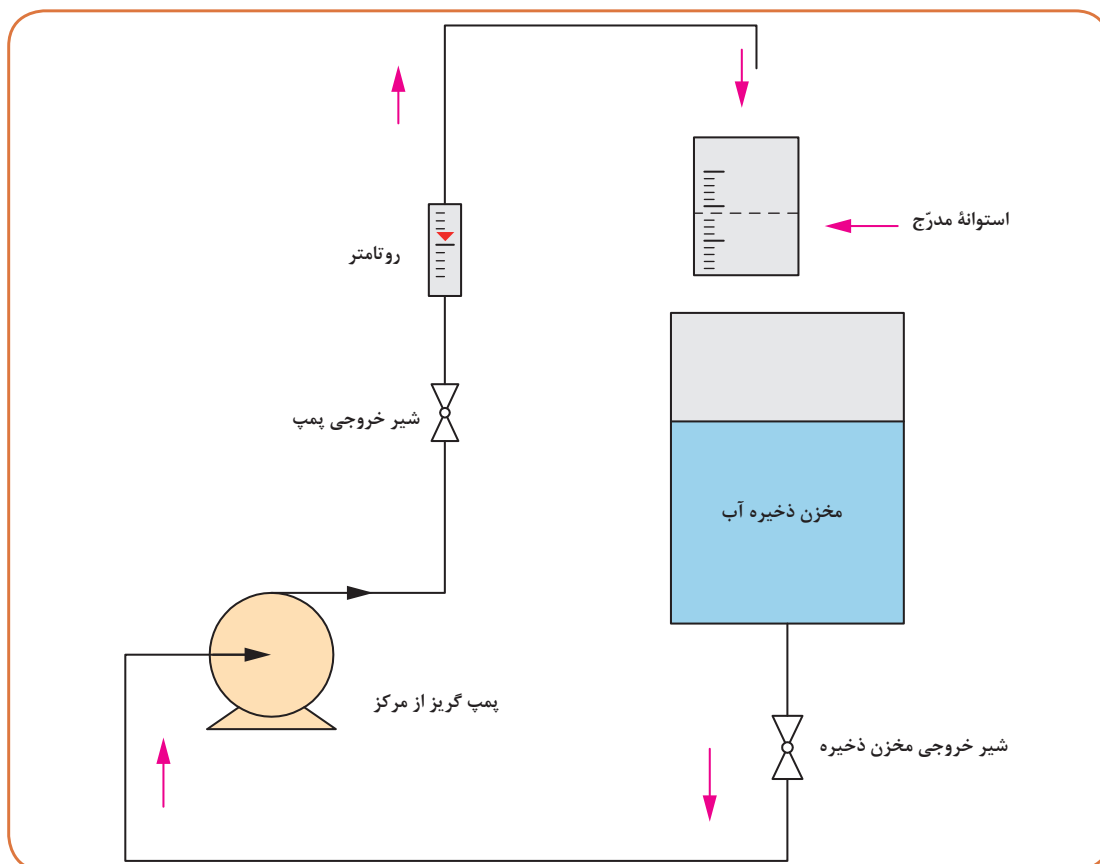 استوانهٔ مدرّج
روتامتر
شیر خروجی پمپ
مخزن ذخیره آب
پمپ گریز از مرکز
شیر خروجی مخزن ذخیره